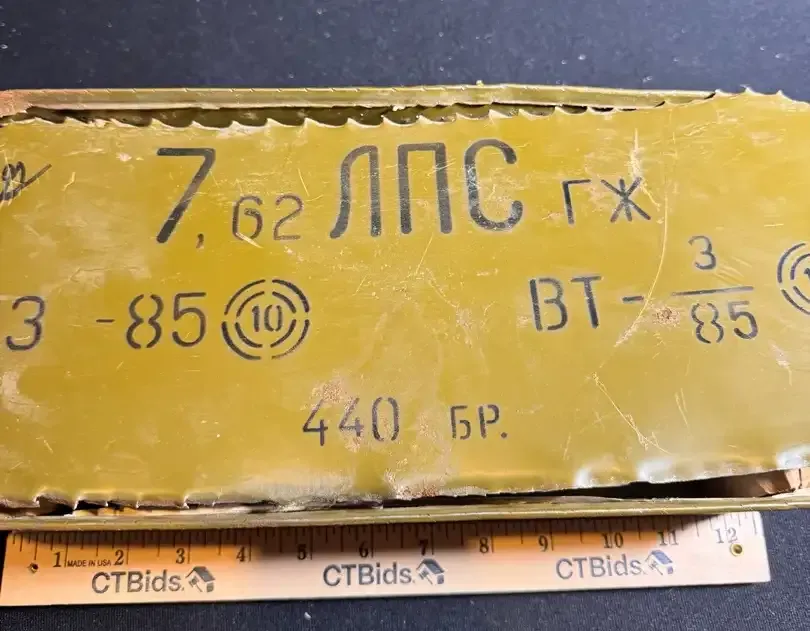 7,62 ЛПС гж
3 -85 10 ВТ- 3/85
440 БР.
1 MADE IN USA 2 3 4 5 6 7 8 9 10 11 12
CTBids. CTBids. CTBids.